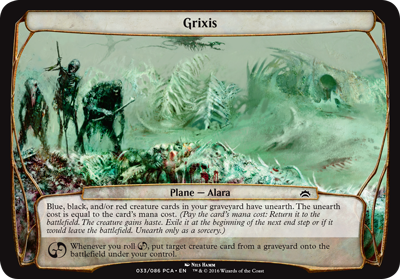 Grixis
Plane — Alara
Blue, black, and/or red creature cards in your graveyard have unearth. The unearth
cost is equal to the card's mana cost. (Pay the card's mana cost: Return it to the
battlefield. The creature gains haste. Exile it at the beginning of the next end step or if it
would leave the battlefield. Unearth only as a sorcery.)
Whenever you roll , put target creature card from a graveyard onto the
battlefield under your control.
Nils Hamm
033/086 PCA • EN ™ & © 2016 Wizards of the Coast